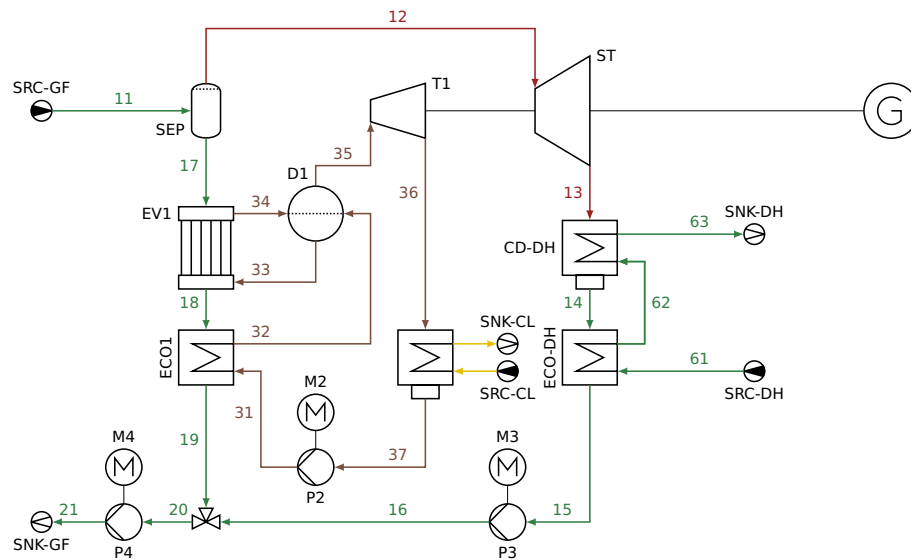 12
ST
SRC-GF
T1
11
G
SEP
35
17
D1
36
34
EV1
13
SNK-DH
63
CD-DH
33
18
14
62
32
SNK-CL
ECO1
ECO-DH
61
SRC-CL
SRC-DH
M2
31
M4
19
M3
M
37
M
M
P2
21
20
16
15
SNK-GF
P4
P3